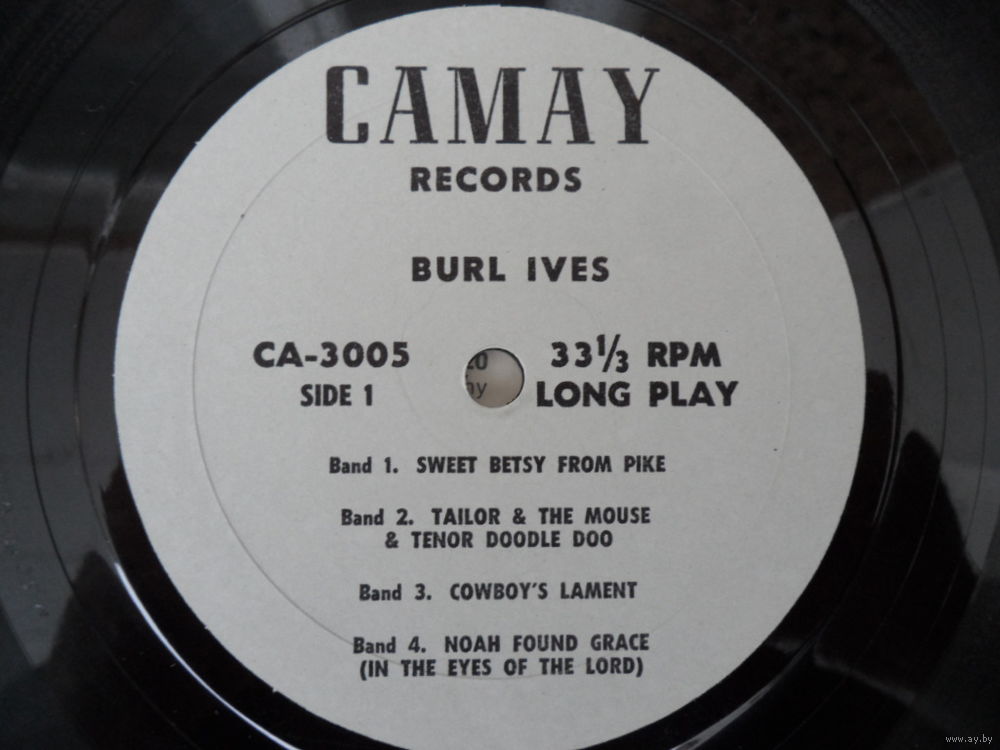 CAMAY
RECORDS
BURL IVES
CA-3005
SIDE 1
33 1/3 RPM
LONG PLAY
Band 1. SWEET BETSY FROM PIKE
Band 2. TAILOR & THE MOUSE
& TENOR DOODLE DOO
Band 3. COWBOY'S LAMENT
Band 4. NOAH FOUND GRACE
(IN THE EYES OF THE LORD)
www.ay.by